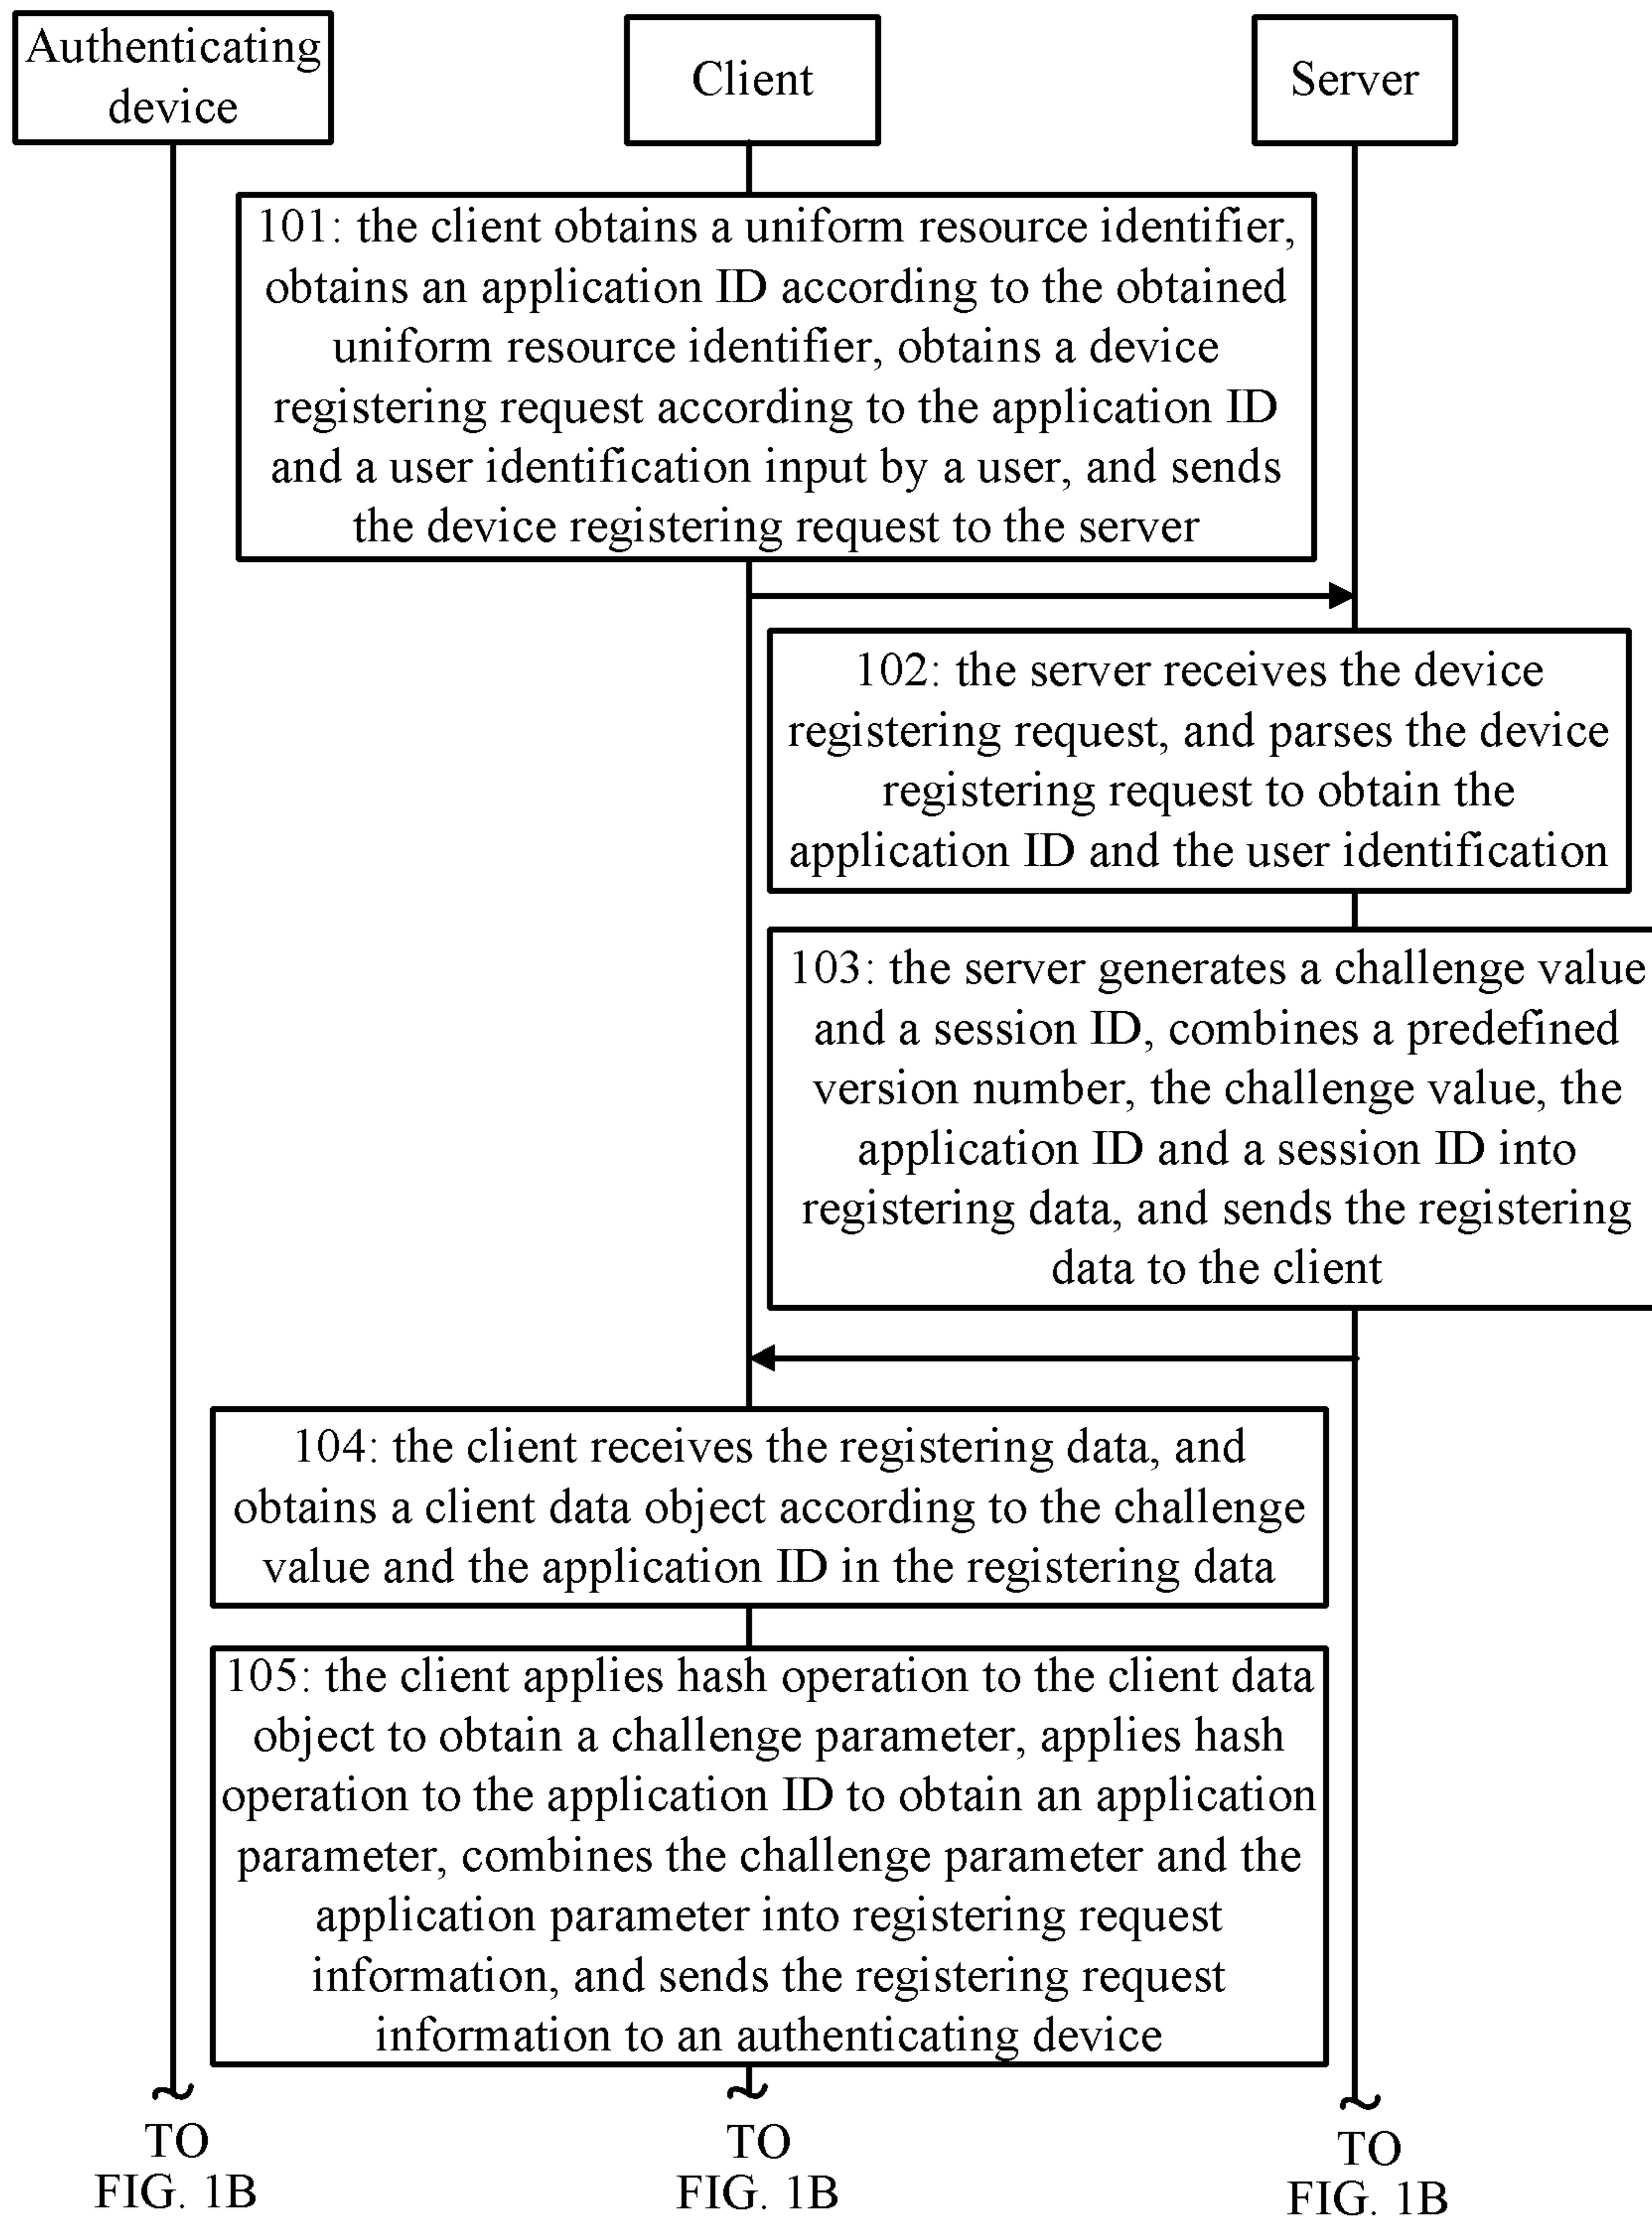 Authenticating
device
Client
Server
101: the client obtains a uniform resource identifier,
obtains an application ID according to the obtained
uniform resource identifier, obtains a device
registering request according to the application ID
and a user identification input by a user, and sends
the device registering request to the server
102: the server receives the device
registering request, and parses the device
registering request to obtain the
application ID and the user identification
103: the server generates a challenge value
and a session ID, combines a predefined
version number, the challenge value, the
application ID and a session ID into
registering data, and sends the registering
data to the client
104: the client receives the registering data, and
obtains a client data object according to the challenge
value and the application ID in the registering data
105: the client applies hash operation to the client data
object to obtain a challenge parameter, applies hash
operation to the application ID to obtain an application
parameter, combines the challenge parameter and the
application parameter into registering request
information, and sends the registering request
information to an authenticating device
TO
FIG. 1B
TO
FIG. 1B
TO
FIG. 1B